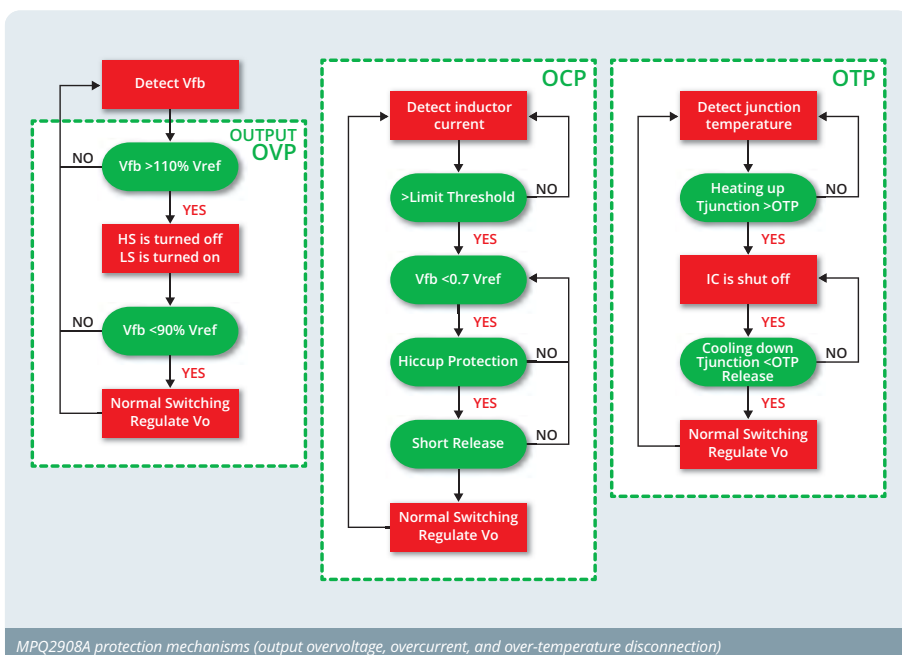 Detect Vfb
OUTPUT
OVP
NO
Vfb >110% Vref
YES
HS is turned off
LS is turned on
NO
Vfb <90% Vref
YES
Normal Switching
Regulate Vo
OCP
Detect inductor
current
>Limit Threshold
NO
YES
Vfb <0.7 Vref
YES
Hiccup Protection
NO
YES
Short Release
NO
Normal Switching
Regulate Vo
OTP
Detect junction
temperature
Heating up
Tjunction >OTP
NO
YES
IC is shut off
YES
Cooling down
Tjunction <OTP
Release
NO
YES
Normal Switching
Regulate Vo
MPQ2908A protection mechanisms (output overvoltage, overcurrent, and over-temperature disconnection)